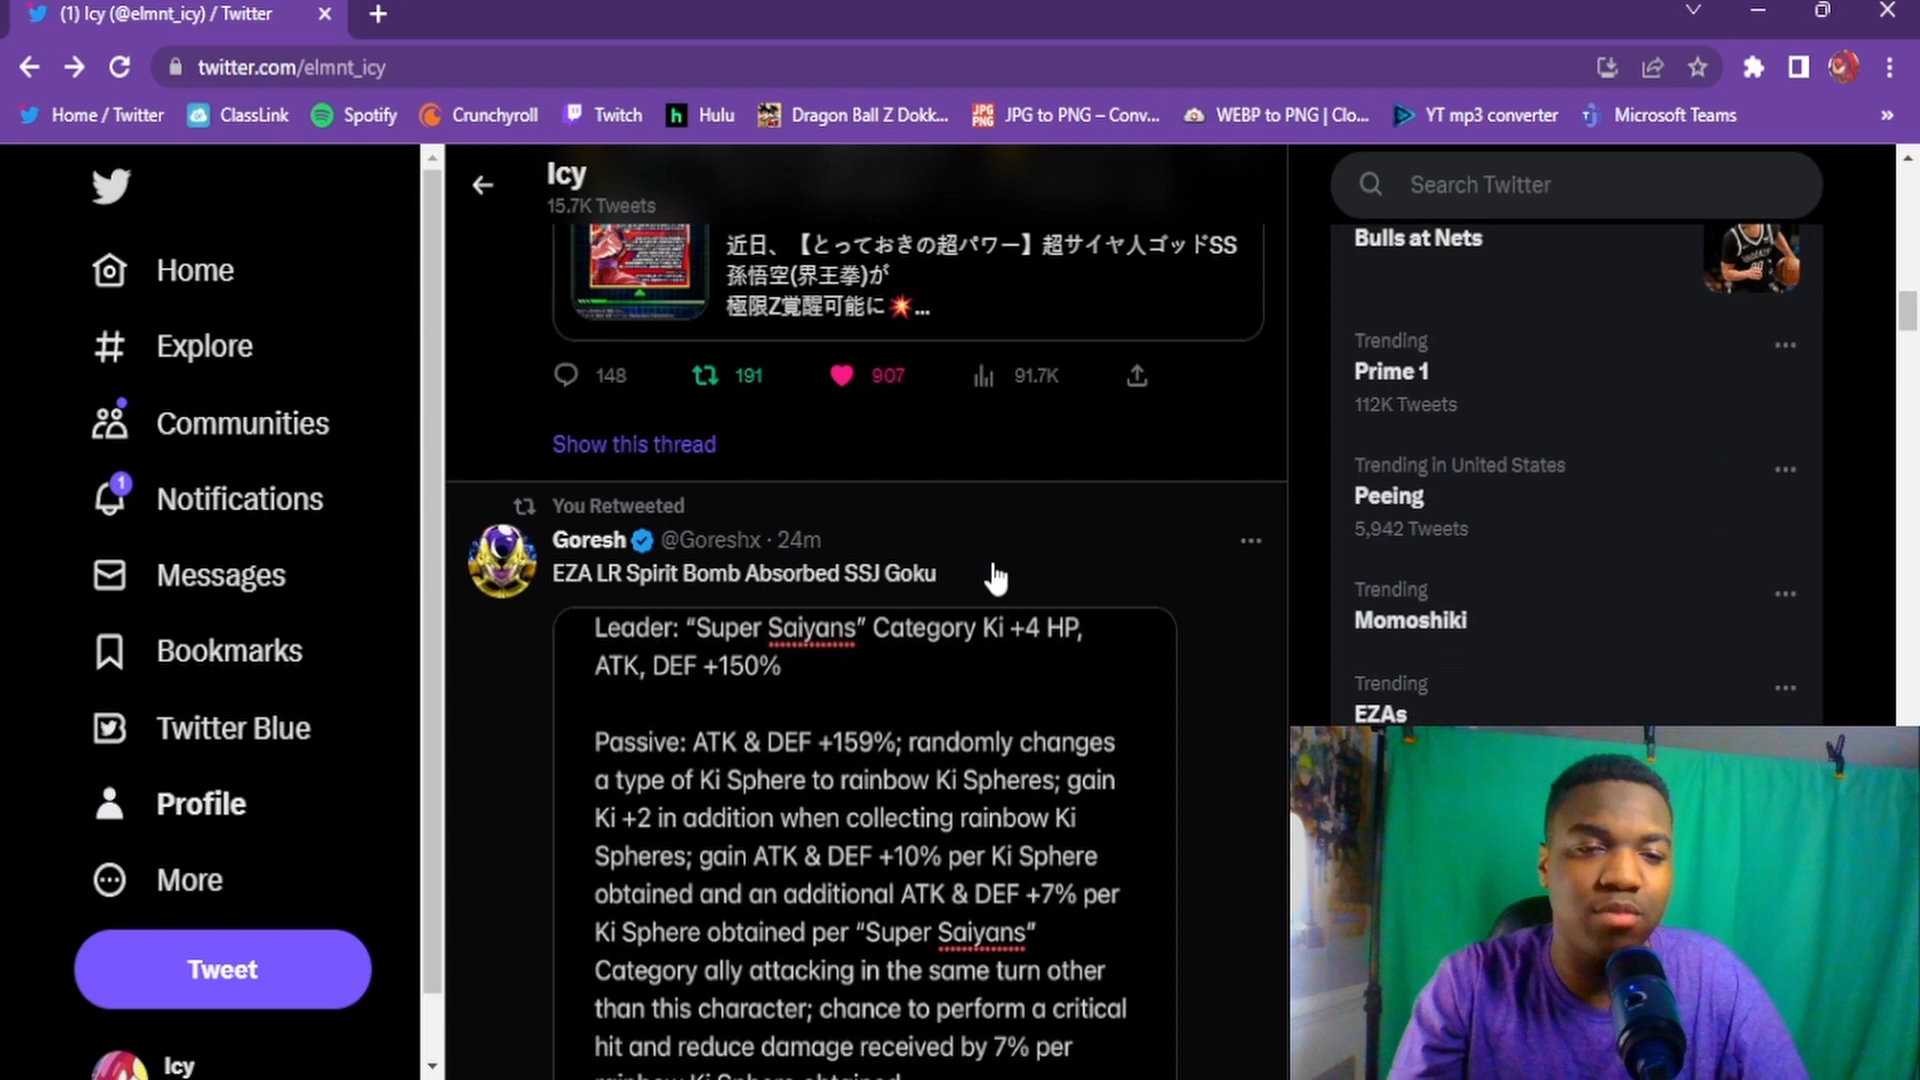 (1) Icy (@elmnt_icy) / Twitter
twitter.com/elmnt_icy
Home / Twitter
ClassLink
Spotify
Crunchyroll
Twitch
Hulu
Dragon Ball Z Dokk...
JPG to PNG – Conv...
WEBP to PNG | Clo...
YT mp3 converter
Microsoft Teams
Home
Explore
Communities
1
Notifications
Messages
Bookmarks
Twitter Blue
Profile
More
Tweet
Icy
Icy
15.7K Tweets
近日、【とっておきの超パワー】超サイヤ人ゴッドSS
孫悟空(界王拳)が
極限Z覚醒可能に💥...
148
191
907
91.7K
Show this thread
You Retweeted
Goresh @Goreshx · 24m
EZA LR Spirit Bomb Absorbed SSJ Goku
Leader: “Super Saiyans” Category Ki +4 HP,
ATK, DEF +150%
Passive: ATK & DEF +159%; randomly changes
a type of Ki Sphere to rainbow Ki Spheres; gain
Ki +2 in addition when collecting rainbow Ki
Spheres; gain ATK & DEF +10% per Ki Sphere
obtained and an additional ATK & DEF +7% per
Ki Sphere obtained per “Super Saiyans”
Category ally attacking in the same turn other
than this character; chance to perform a critical
hit and reduce damage received by 7% per
rainbow Ki Sphere obtained
Search Twitter
Bulls at Nets
Trending
Prime 1
112K Tweets
Trending in United States
Peeing
5,942 Tweets
Trending
Momoshiki
Trending
EZAs